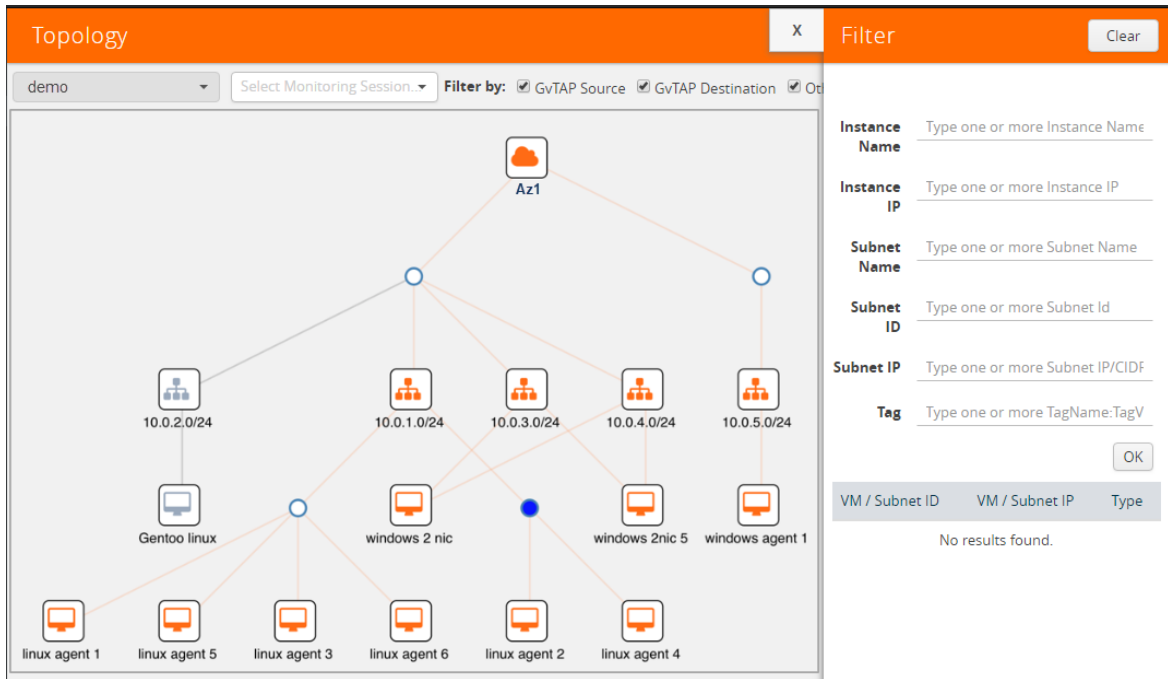 Topology
X
Filter
Clear
demo
Select Monitoring Session..
Filter by:
GvTAP Source
GvTAP Destination
Az1
10.0.2.0/24
10.0.1.0/24
10.0.3.0/24
10.0.4.0/24
10.0.5.0/24
Gentoo linux
windows 2 nic
windows 2nic 5
windows agent 1
linux agent 1
linux agent 5
linux agent 3
linux agent 6
linux agent 2
linux agent 4
Instance
Name
Type one or more Instance Name
Instance
IP
Type one or more Instance IP
Subnet
Name
Type one or more Subnet Name
Subnet
ID
Type one or more Subnet Id
Subnet IP
Type one or more Subnet IP/CIDR
Tag
Type one or more TagName:TagV
OK
VM / Subnet ID
VM / Subnet IP
Type
No results found.